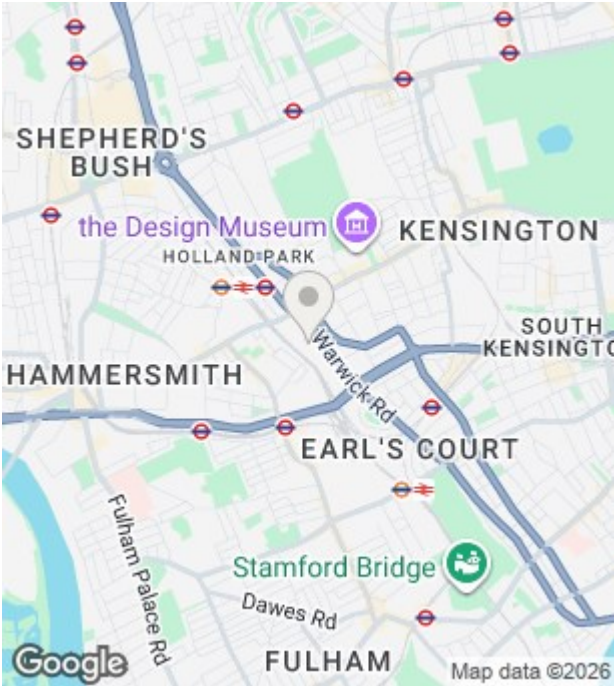 SHEPHERD'S
BUSH
the Design Museum
KENSINGTON
HOLLAND PARK
SOUTH
KENSINGTO
Warwick Rd
HAMMERSMITH
EARL'S COURT
Fulham Palace Rd
Stamford Bridge
Dawes Rd
FULHAM
Google
Map data ©2026